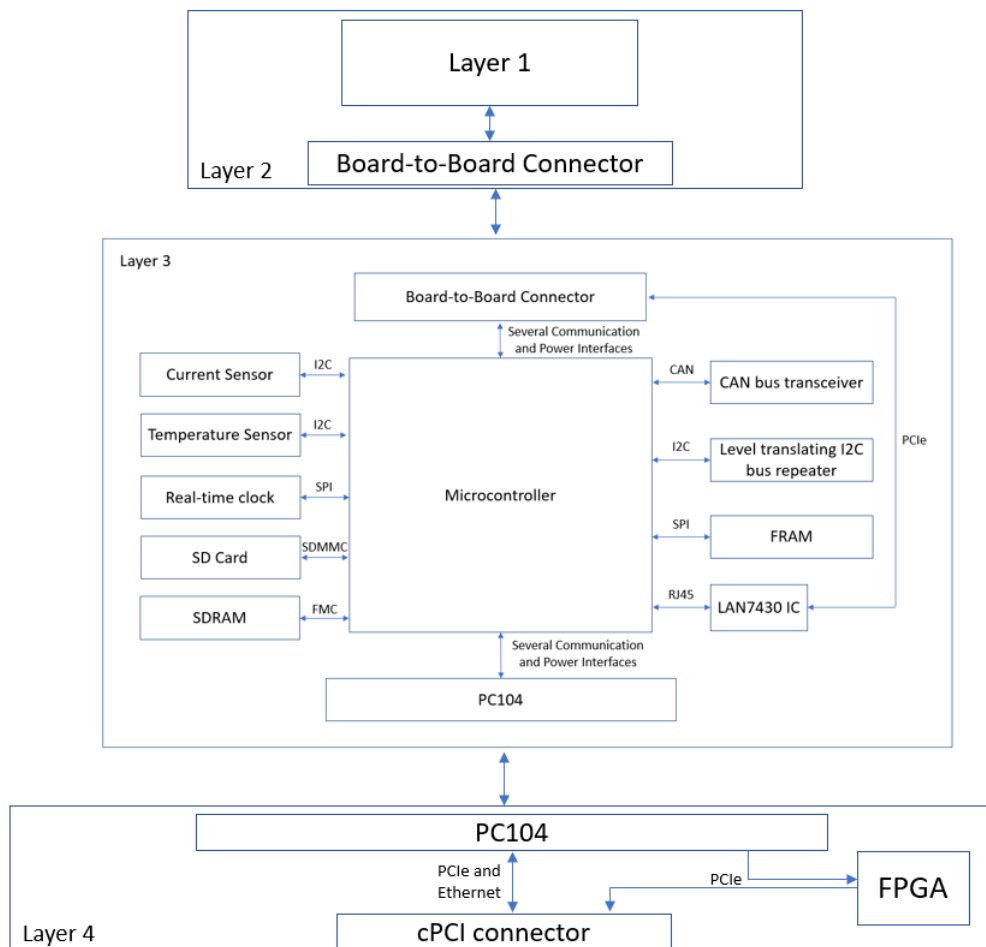 Layer 1
Board-to-Board Connector
Layer 2
Layer 3
Board-to-Board Connector
Several Communication
and Power Interfaces
Current Sensor
I2C
CAN
CAN bus transceiver
Temperature Sensor
I2C
I2C
Level translating I2C
bus repeater
PCIe
Microcontroller
Real-time clock
SPI
SPI
FRAM
SD Card
SDMMC
SDRAM
FMC
RJ45
LAN7430 IC
Several Communication
and Power Interfaces
PC104
PC104
PCIe and
Ethernet
PCIe
FPGA
cPCI connector
Layer 4